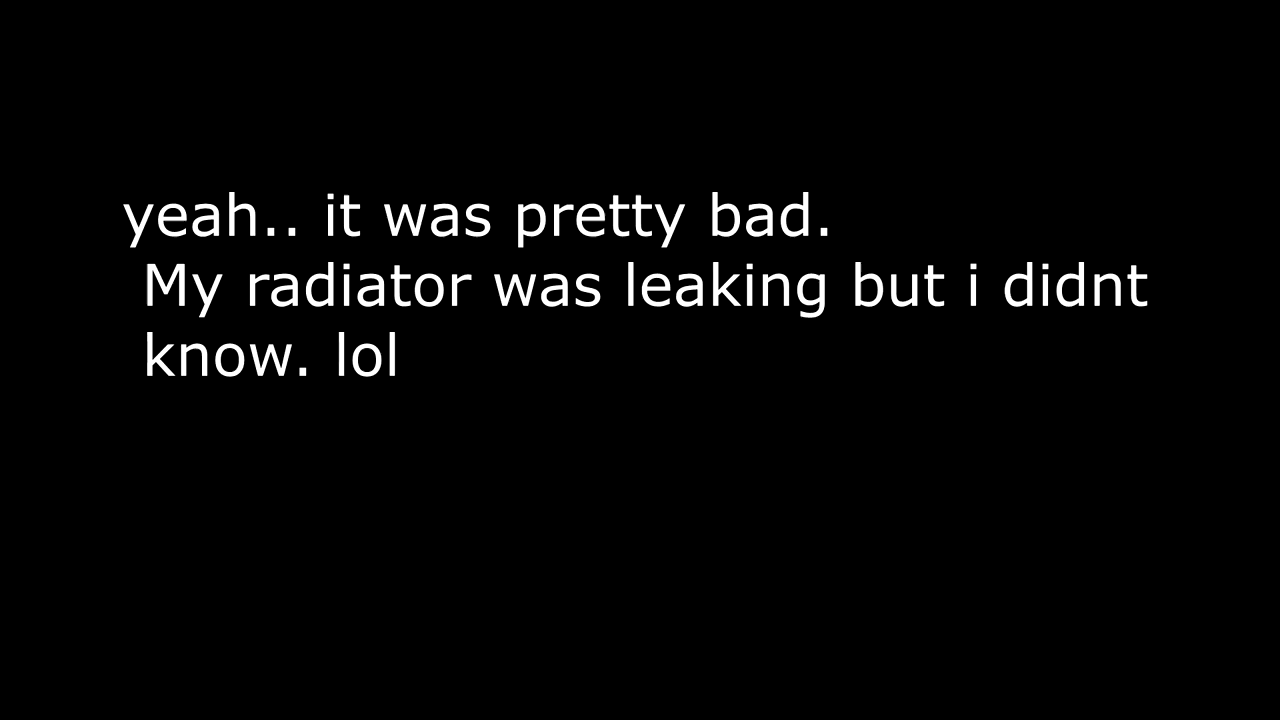 yeah.. it was pretty bad.
My radiator was leaking but i didnt
know. lol